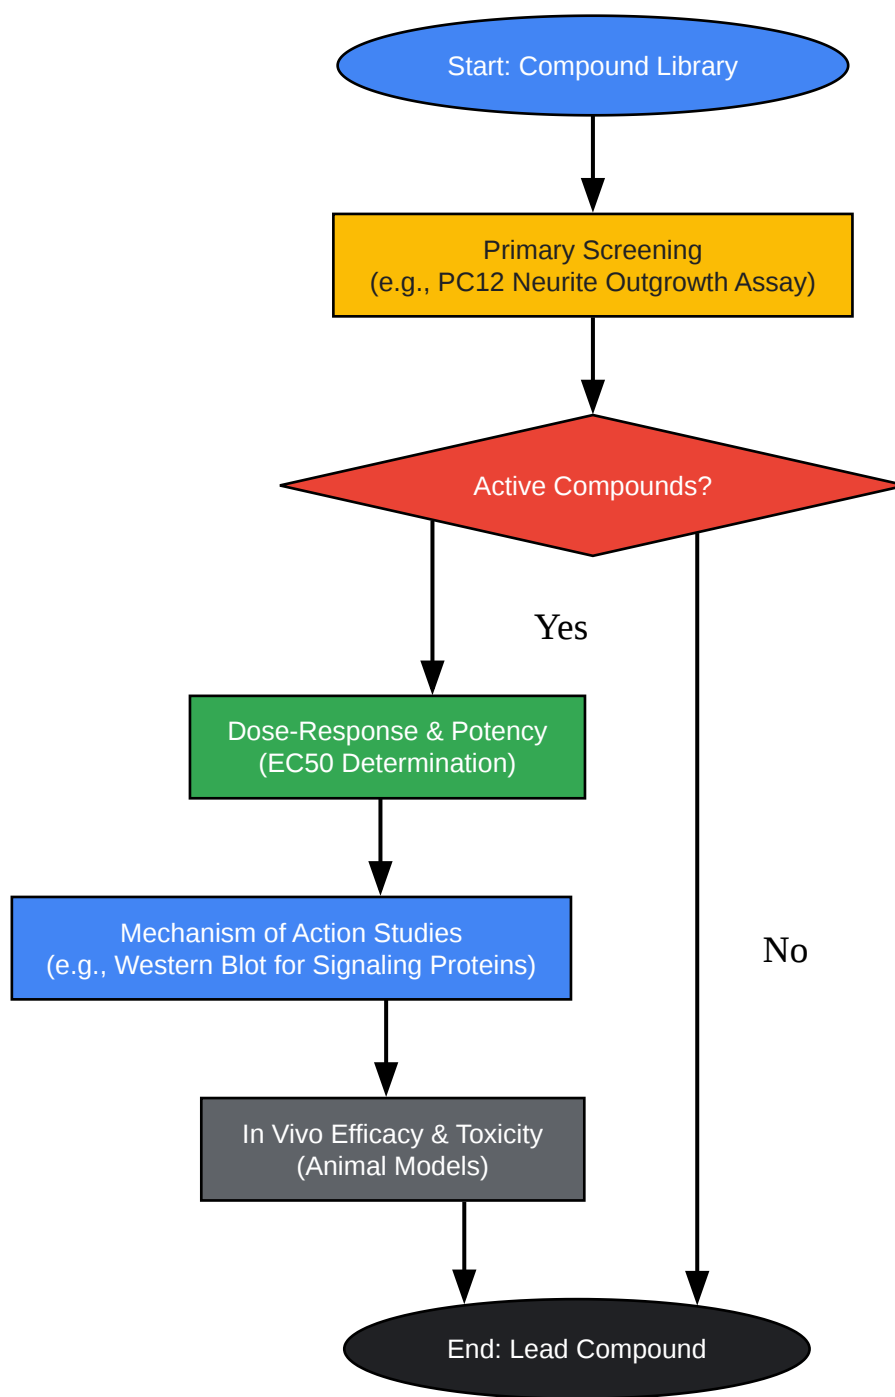 Start: Compound Library
Primary Screening
(e.g., PC12 Neurite Outgrowth Assay)
Active Compounds?
Yes
Dose-Response & Potency
(EC50 Determination)
Mechanism of Action Studies
(e.g., Western Blot for Signaling Proteins)
No
In Vivo Efficacy & Toxicity
(Animal Models)
End: Lead Compound